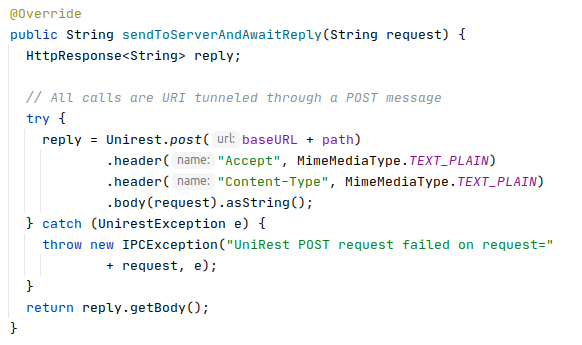 @Override
public String sendToServerAndAwaitReply(String request) {
  HttpResponse<String> reply;

  // All calls are URI tunneled through a POST message
  try {
    reply = Unirest.post( url: baseURL + path)
            .header( name: "Accept", MimeMediaType.TEXT_PLAIN)
            .header( name: "Content-Type", MimeMediaType.TEXT_PLAIN)
            .body(request).asString();
  } catch (UnirestException e) {
    throw new IPCException("UniRest POST request failed on request="
            + request, e);
  }
  return reply.getBody();
}